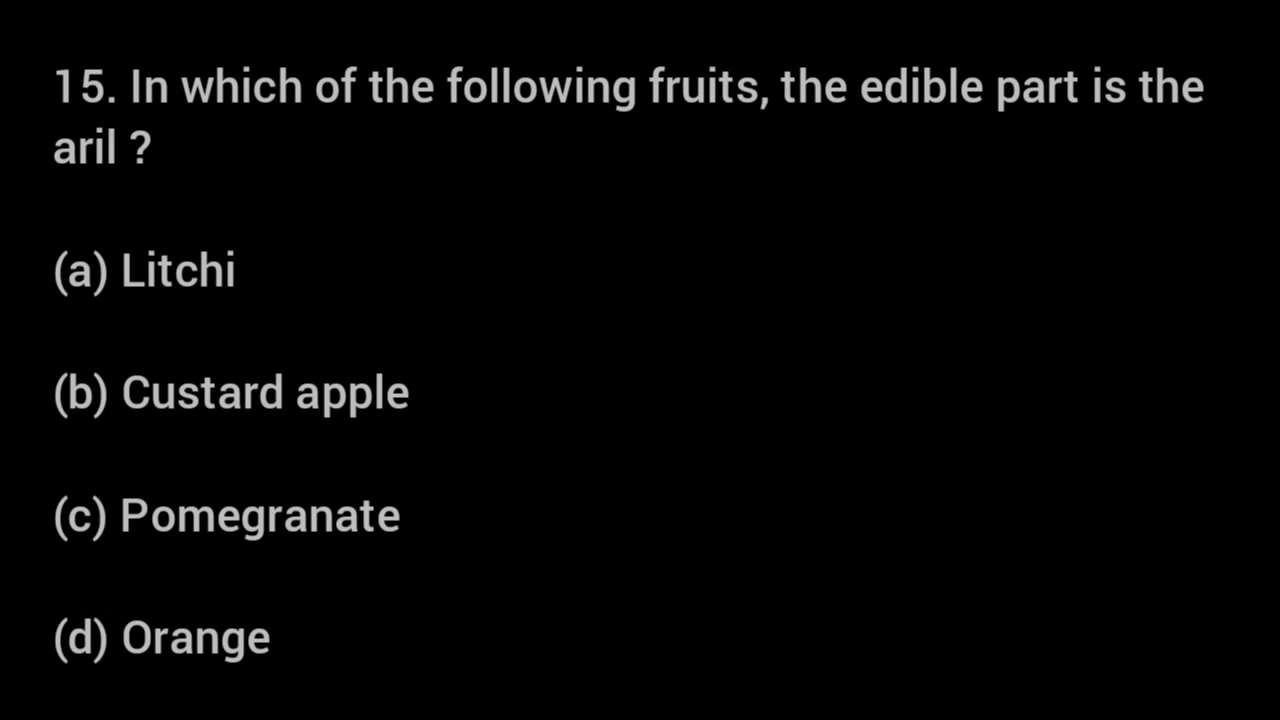 15. In which of the following fruits, the edible part is the
aril ?
(a) Litchi
(b) Custard apple
(c) Pomegranate
(d) Orange